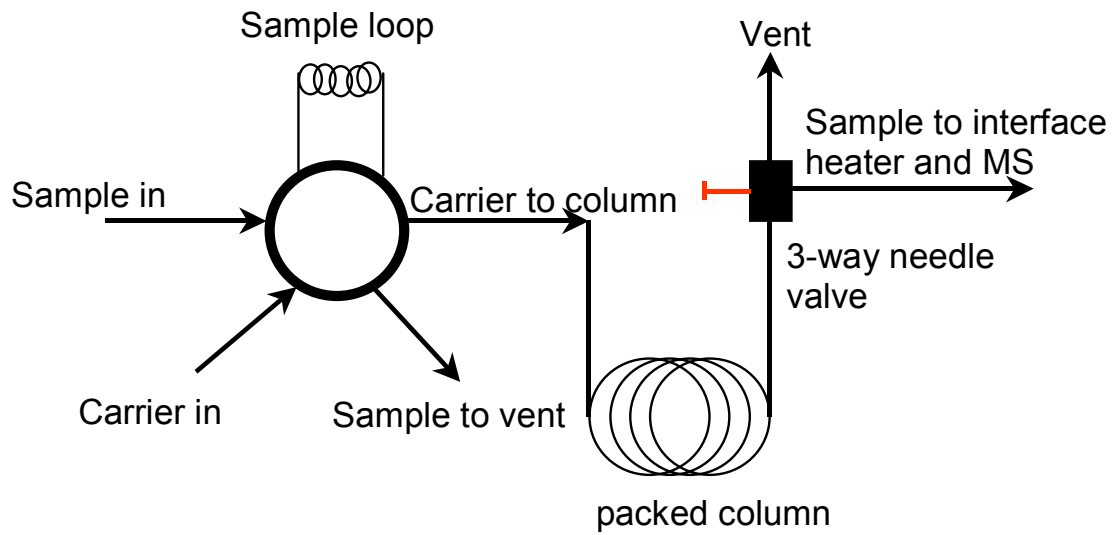 Sample loop
Vent
Sample to interface
heater and MS
Sample in
Carrier to column
3-way needle
valve
Carrier in
Sample to vent
packed column